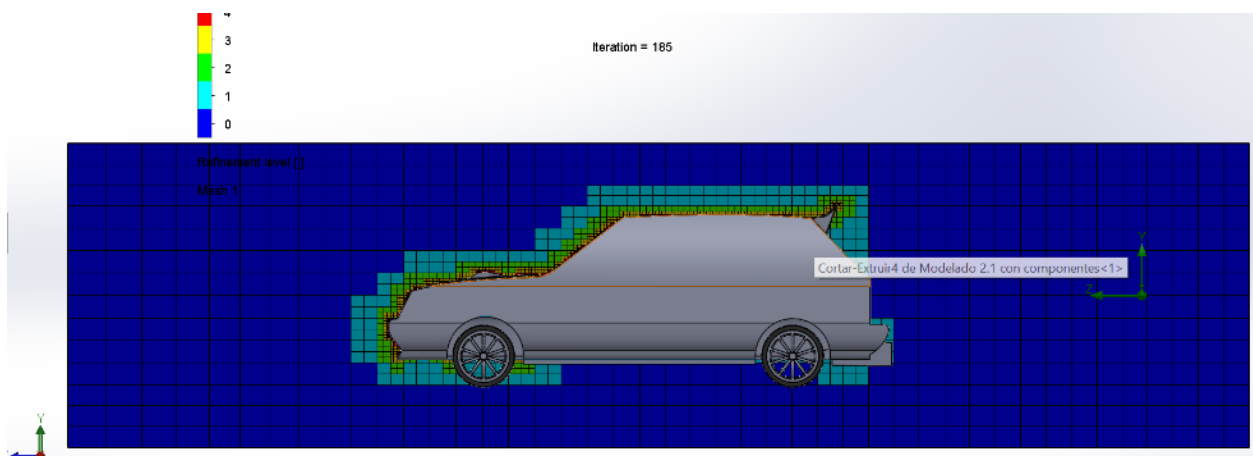 4
3
2
1
0
Iteration = 185
Refinement level []
Mesh 1
Cortar-Extruir4 de Modelado 2.1 con componentes<1>
Y
Z
Y